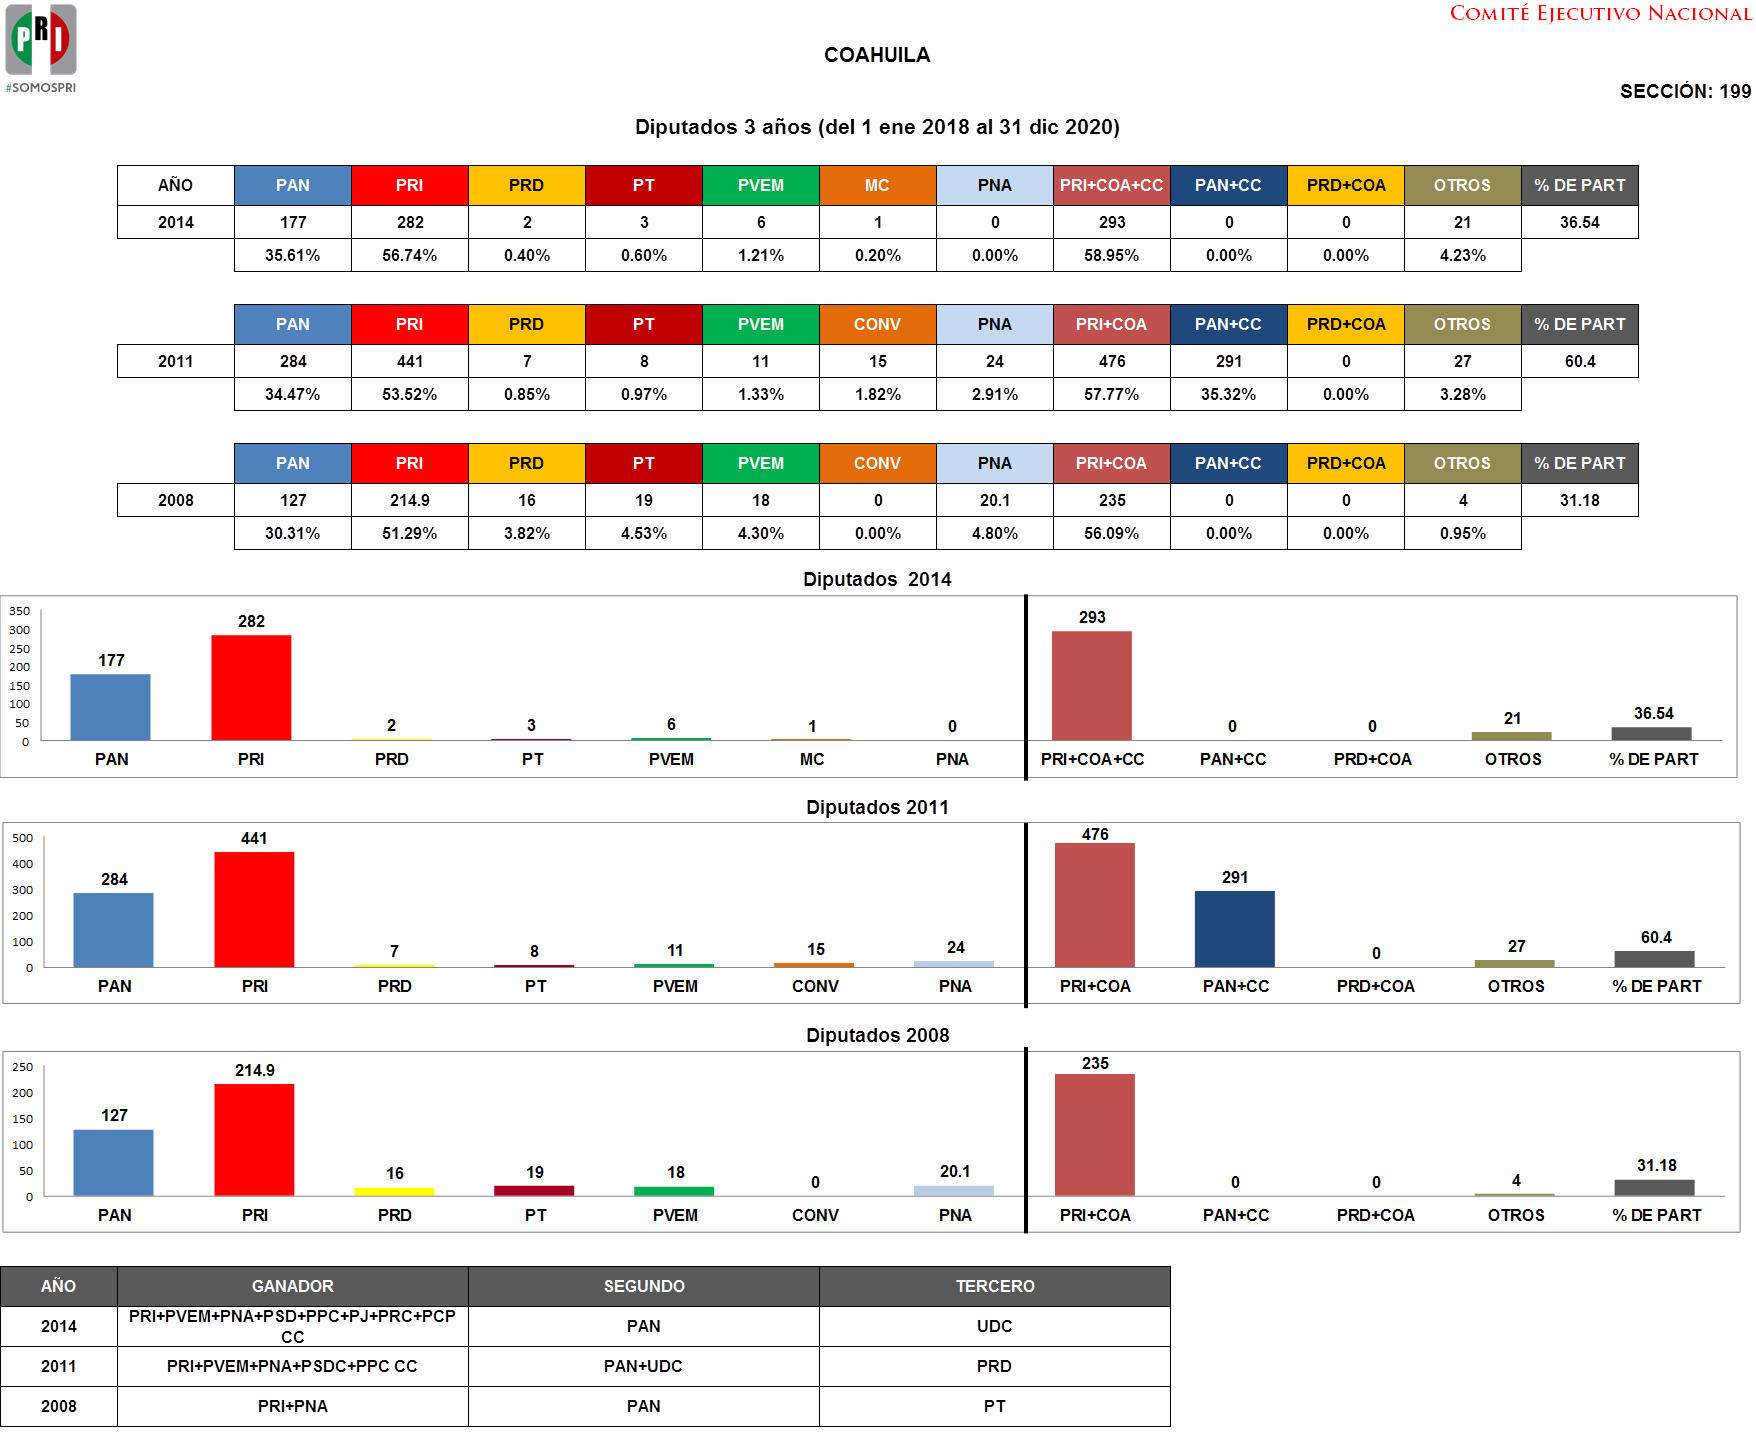 PRI
#SOMOSPRI
COMITÉ EJECUTIVO NACIONAL
COAHUILA
SECCIÓN: 199
Diputados 3 años (del 1 ene 2018 al 31 dic 2020)
AÑO PAN PRI PRD PT PVEM MC PNA PRI+COA+CC PAN+CC PRD+COA OTROS % DE PART
2014 177 282 2 3 6 1 0 293 0 0 21 36.54
35.61% 56.74% 0.40% 0.60% 1.21% 0.20% 0.00% 58.95% 0.00% 0.00% 4.23%
PAN PRI PRD PT PVEM CONV PNA PRI+COA PAN+CC PRD+COA OTROS % DE PART
2011 284 441 7 8 11 15 24 476 291 0 27 60.4
34.47% 53.52% 0.85% 0.97% 1.33% 1.82% 2.91% 57.77% 35.32% 0.00% 3.28%
PAN PRI PRD PT PVEM CONV PNA PRI+COA PAN+CC PRD+COA OTROS % DE PART
2008 127 214.9 16 19 18 0 20.1 235 0 0 4 31.18
30.31% 51.29% 3.82% 4.53% 4.30% 0.00% 4.80% 56.09% 0.00% 0.00% 0.95%
Diputados 2014
350
300
250
200
150
100
50
0
177 282 2 3 6 1 0 293 0 0 21 36.54
PAN PRI PRD PT PVEM MC PNA PRI+COA+CC PAN+CC PRD+COA OTROS % DE PART
Diputados 2011
500
400
300
200
100
0
284 441 7 8 11 15 24 476 291 0 27 60.4
PAN PRI PRD PT PVEM CONV PNA PRI+COA PAN+CC PRD+COA OTROS % DE PART
Diputados 2008
250
200
150
100
50
0
127 214.9 16 19 18 0 20.1 235 0 0 4 31.18
PAN PRI PRD PT PVEM CONV PNA PRI+COA PAN+CC PRD+COA OTROS % DE PART
AÑO GANADOR SEGUNDO TERCERO
2014 PRI+PVEM+PNA+PSD+PPC+PJ+PRC+PCP CC PAN UDC
2011 PRI+PVEM+PNA+PSDC+PPC CC PAN+UDC PRD
2008 PRI+PNA PAN PT